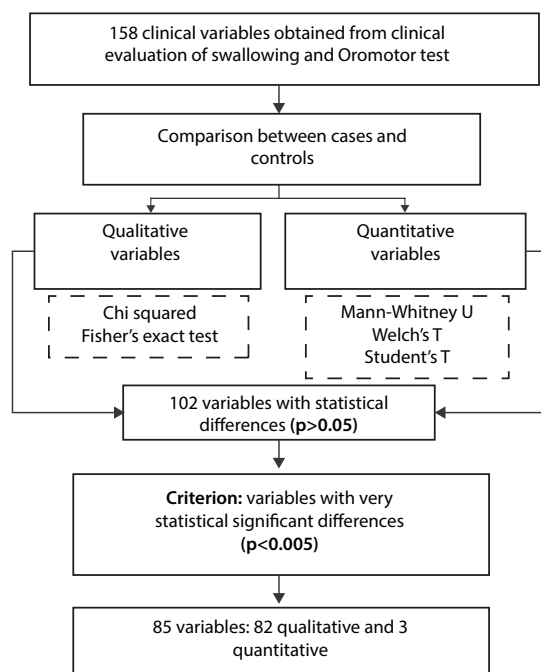 158 clinical variables obtained from clinical
evaluation of swallowing and Oromotor test
Comparison between cases and
controls
Qualitative
variables
Quantitative
variables
Chi squared
Fisher's exact test
Mann-Whitney U
Welch's T
Student's T
102 variables with statistical
differences (p>0.05)
Criterion: variables with very
statistical significant differences
(p<0.005)
85 variables: 82 qualitative and 3
quantitative